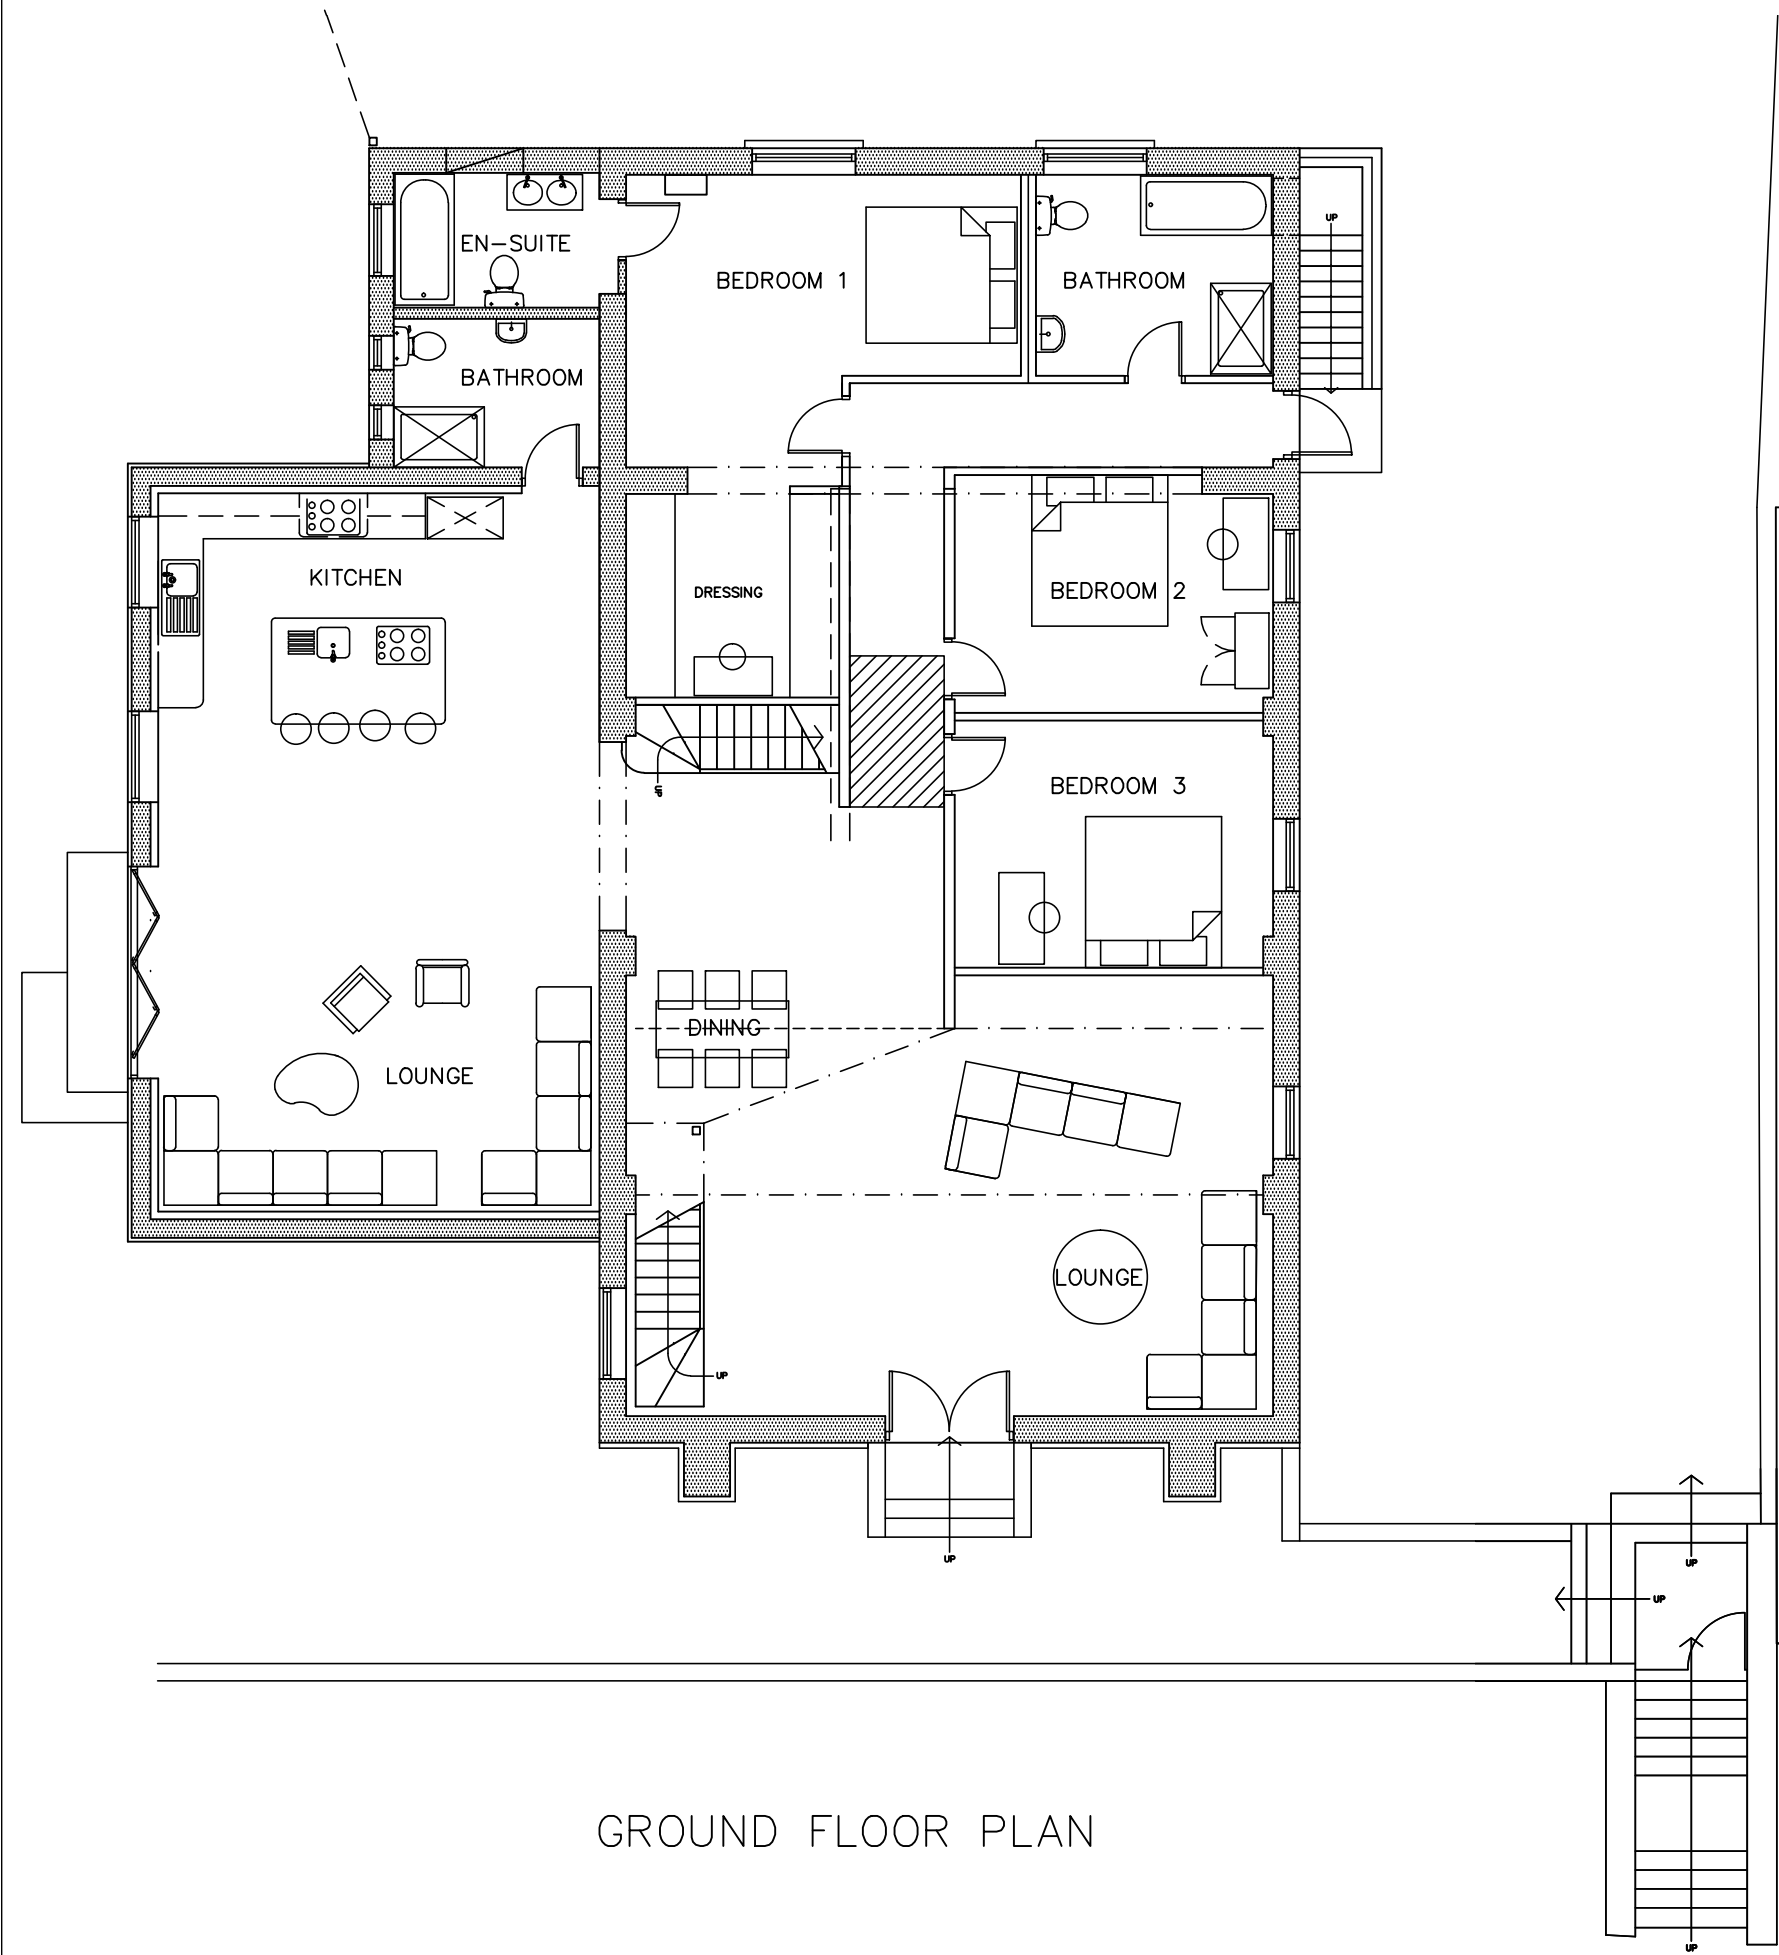 UP
EN-SUITE
BEDROOM 1
BATHROOM
BATHROOM
KITCHEN
DRESSING
BEDROOM 2
BEDROOM 3
UP
DINING
LOUNGE
LOUNGE
UP
UP
UP
UP
GROUND FLOOR PLAN
UP